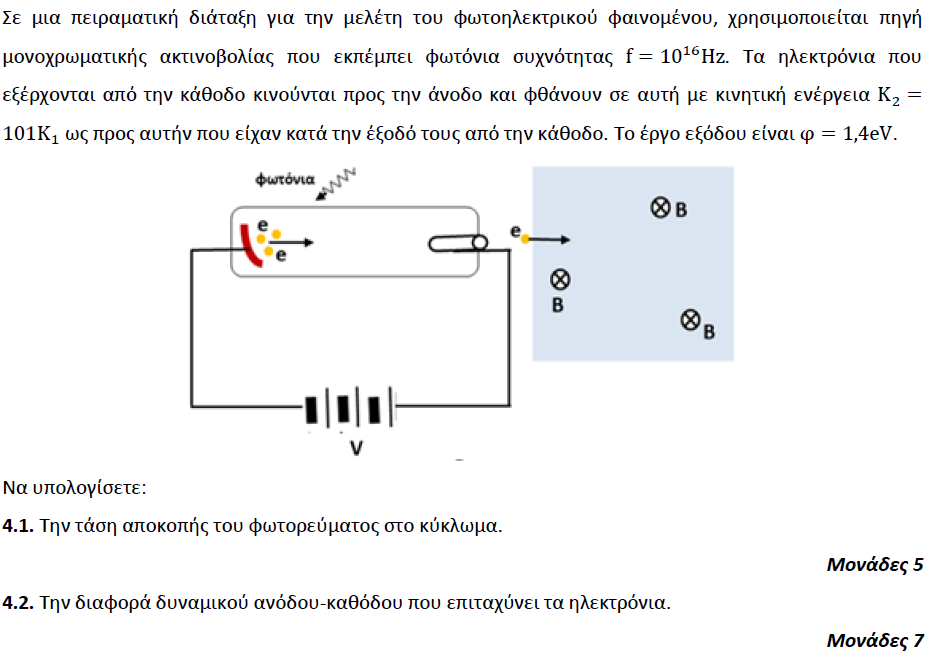 Σε μια πειραματική διάταξη για την μελέτη του φωτοηλεκτρικού φαινομένου, χρησιμοποιείται πηγή
μονοχρωματικής ακτινοβολίας που εκπέμπει φωτόνια συχνότητας f = 10¹⁶Hz. Τα ηλεκτρόνια που
εξέρχονται από την κάθοδο κινούνται προς την άνοδο και φθάνουν σε αυτή με κινητική ενέργεια K₂ =
101K₁ ως προς αυτήν που είχαν κατά την έξοδό τους από την κάθοδο. Το έργο εξόδου είναι φ = 1,4eV.
φωτόνια
e
e
e
B
B
B
V
Να υπολογίσετε:
4.1. Την τάση αποκοπής του φωτορεύματος στο κύκλωμα.
Μονάδες 5
4.2. Την διαφορά δυναμικού ανόδου-καθόδου που επιταχύνει τα ηλεκτρόνια.
Μονάδες 7